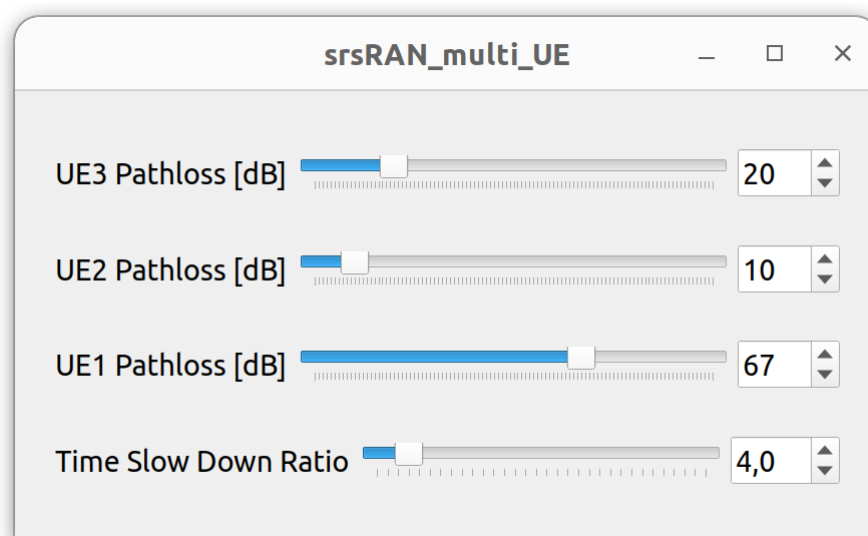 srsRAN_multi_UE
UE3 Pathloss [dB] 20
UE2 Pathloss [dB] 10
UE1 Pathloss [dB] 67
Time Slow Down Ratio 4,0